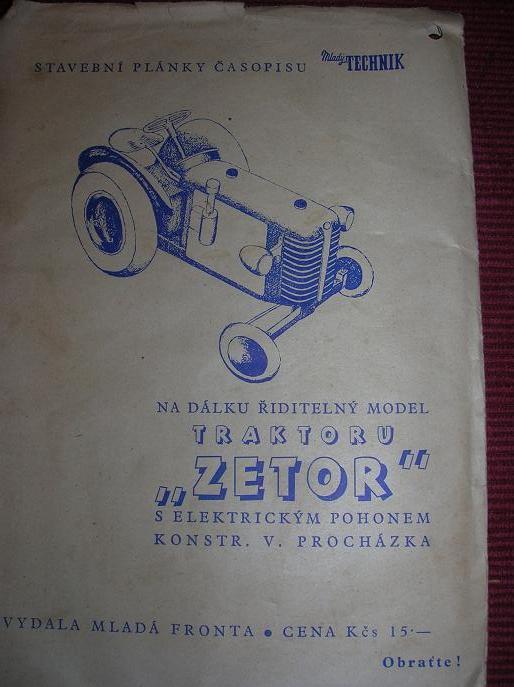 STAVEBNÍ PLÁNKY ČASOPISU Mladý TECHNIK
NA DÁLKU ŘIDITELNÝ MODEL
TRAKTORU
„ZETOR“
S ELEKTRICKÝM POHONEM
KONSTR. V. PROCHÁZKA
VYDALA MLADÁ FRONTA • CENA Kčs 15·—
Obraťte!